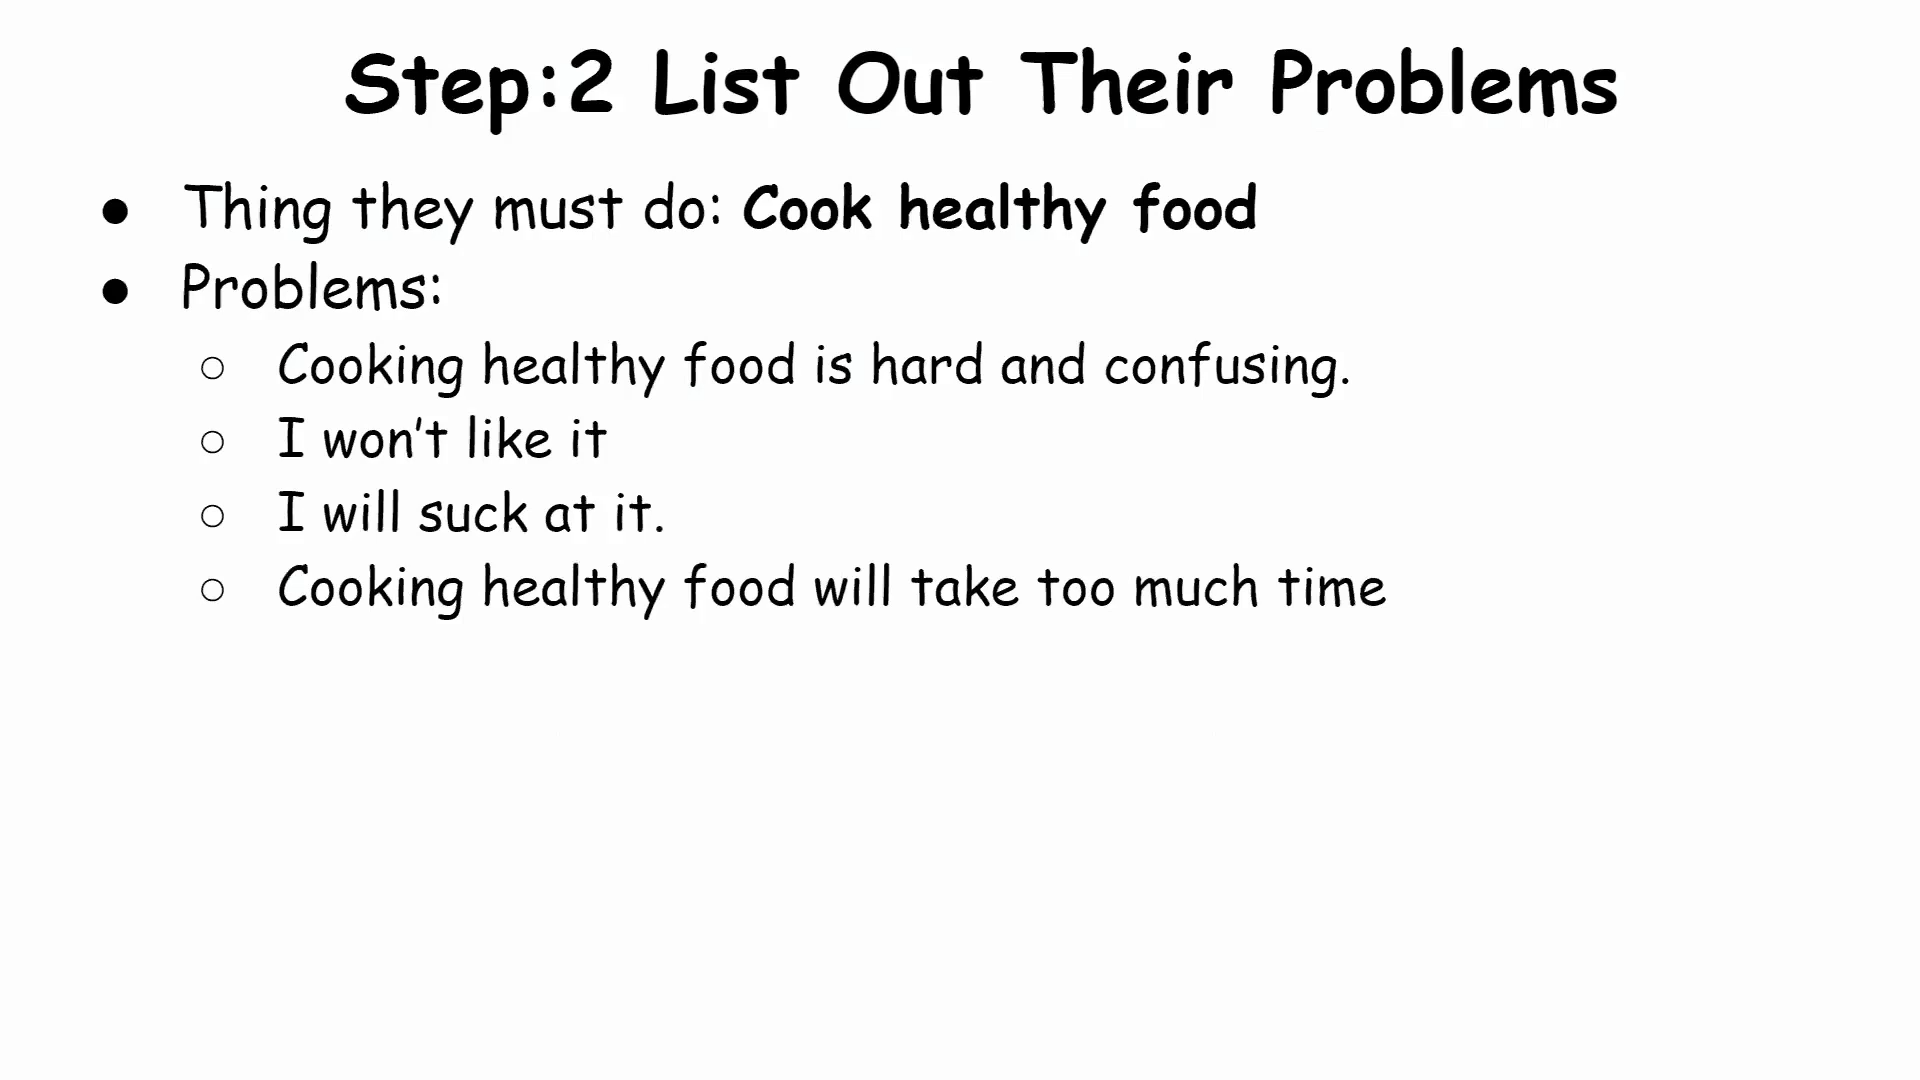 Step:2 List Out Their Problems
● Thing they must do: Cook healthy food
● Problems:
○ Cooking healthy food is hard and confusing.
○ I won't like it
○ I will suck at it.
○ Cooking healthy food will take too much time